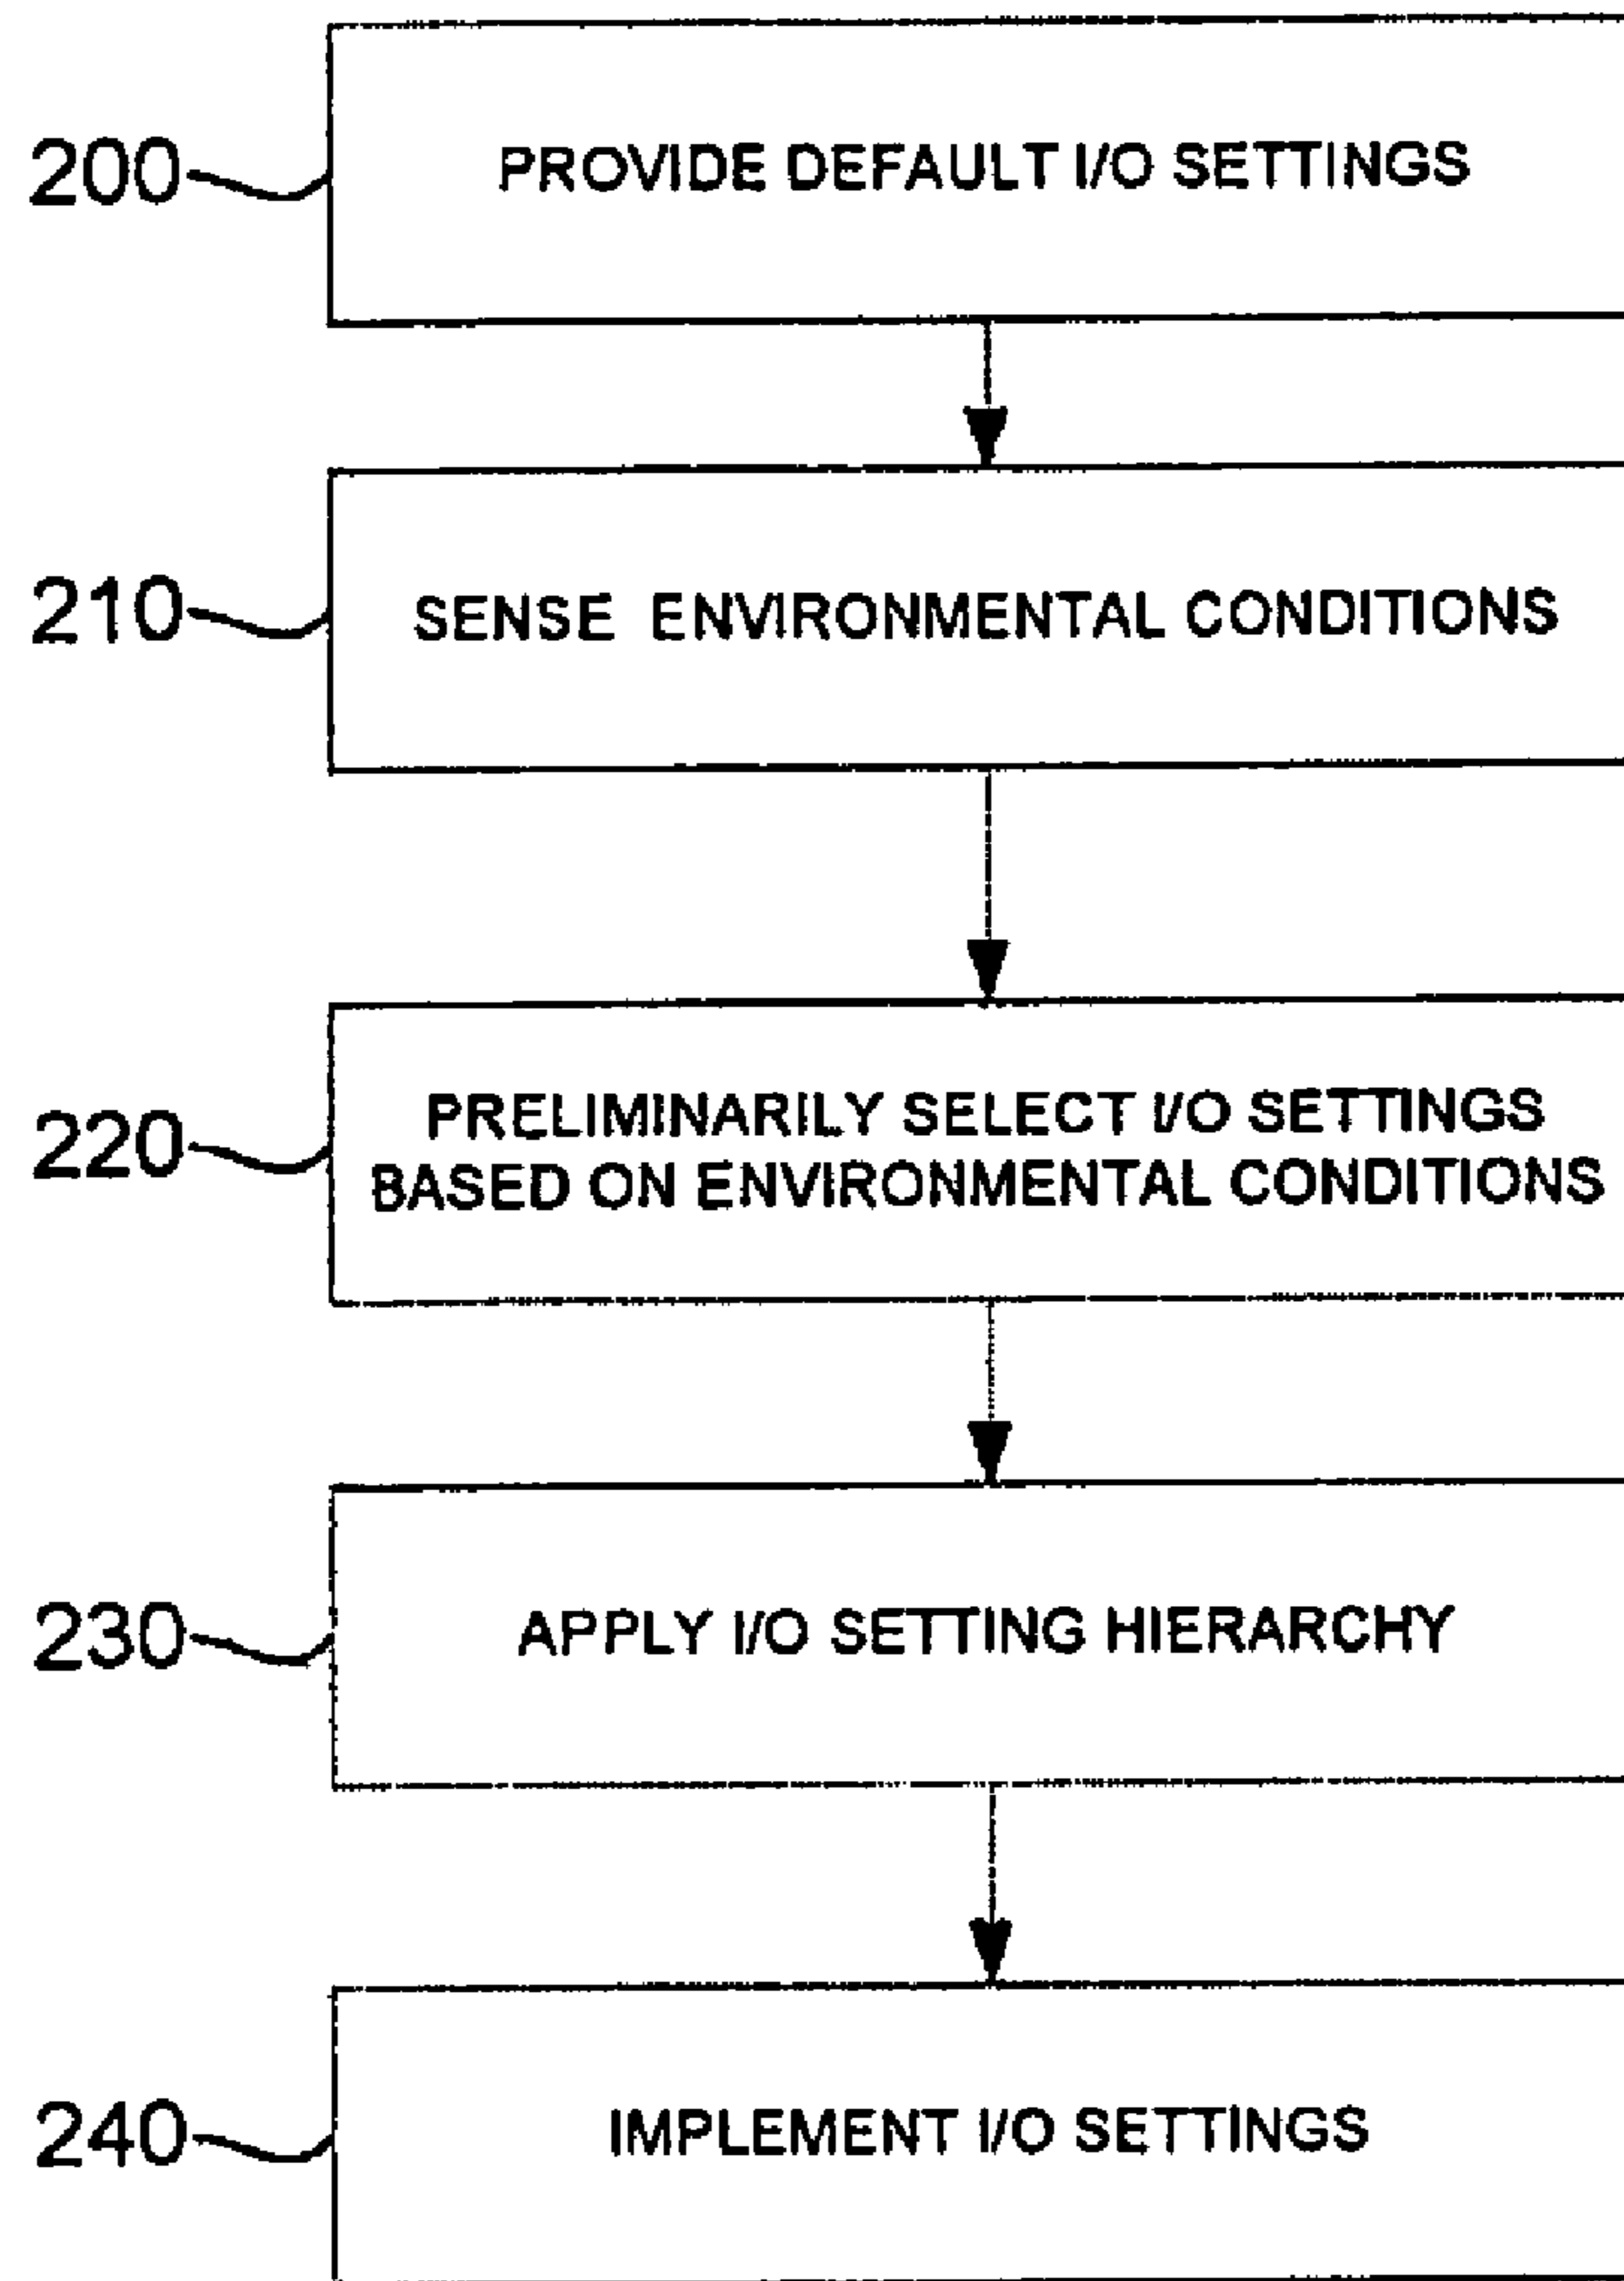 200 PROVIDE DEFAULT I/O SETTINGS
210 SENSE ENVIRONMENTAL CONDITIONS
PRELIMINARILY SELECT I/O SETTINGS
220 BASED ON ENVIRONMENTAL CONDITIONS
230 APPLY I/O SETTING HIERARCHY
240 IMPLEMENT I/O SETTINGS